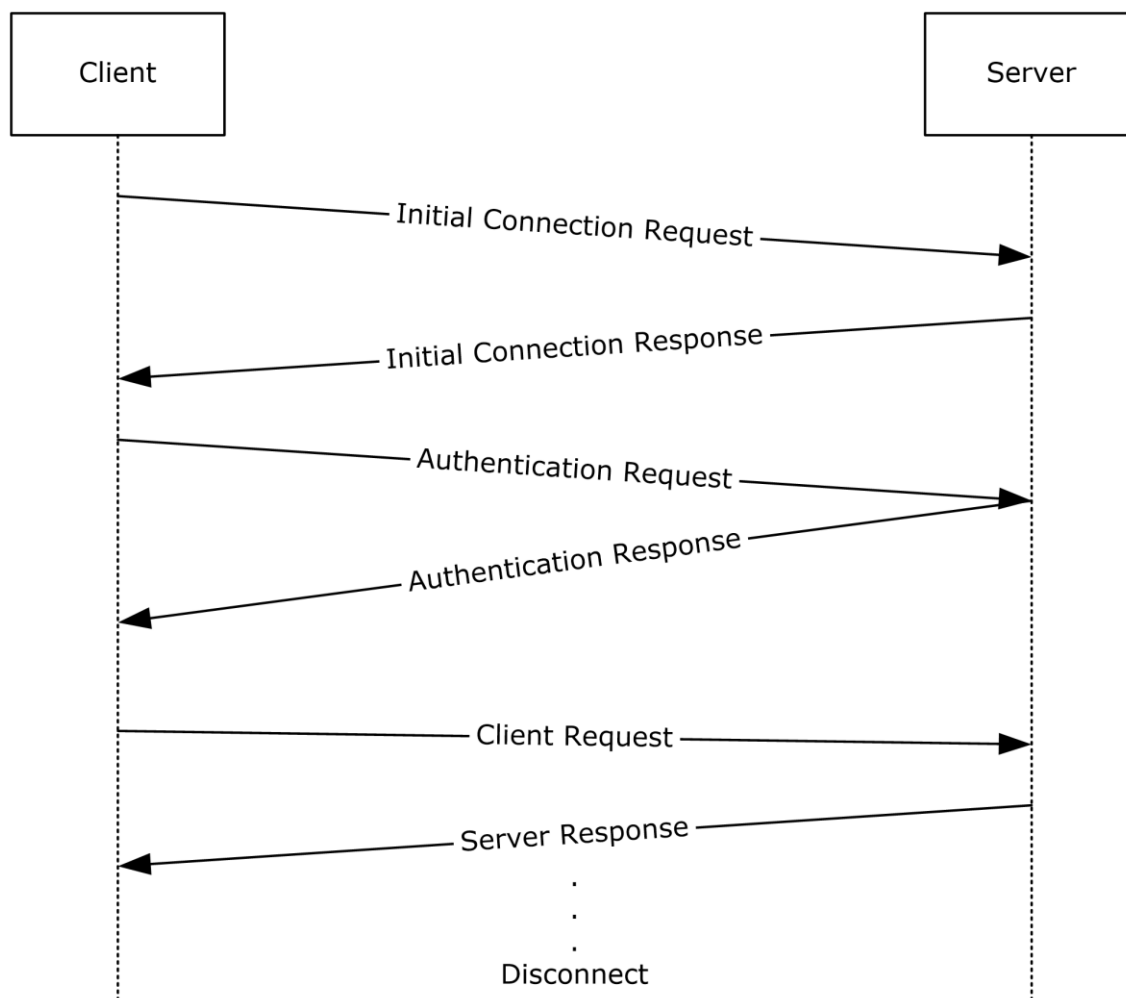 Client
Server
Initial Connection Request
Initial Connection Response
Authentication Request
Authentication Response
Client Request
Server Response
.
.
.
Disconnect